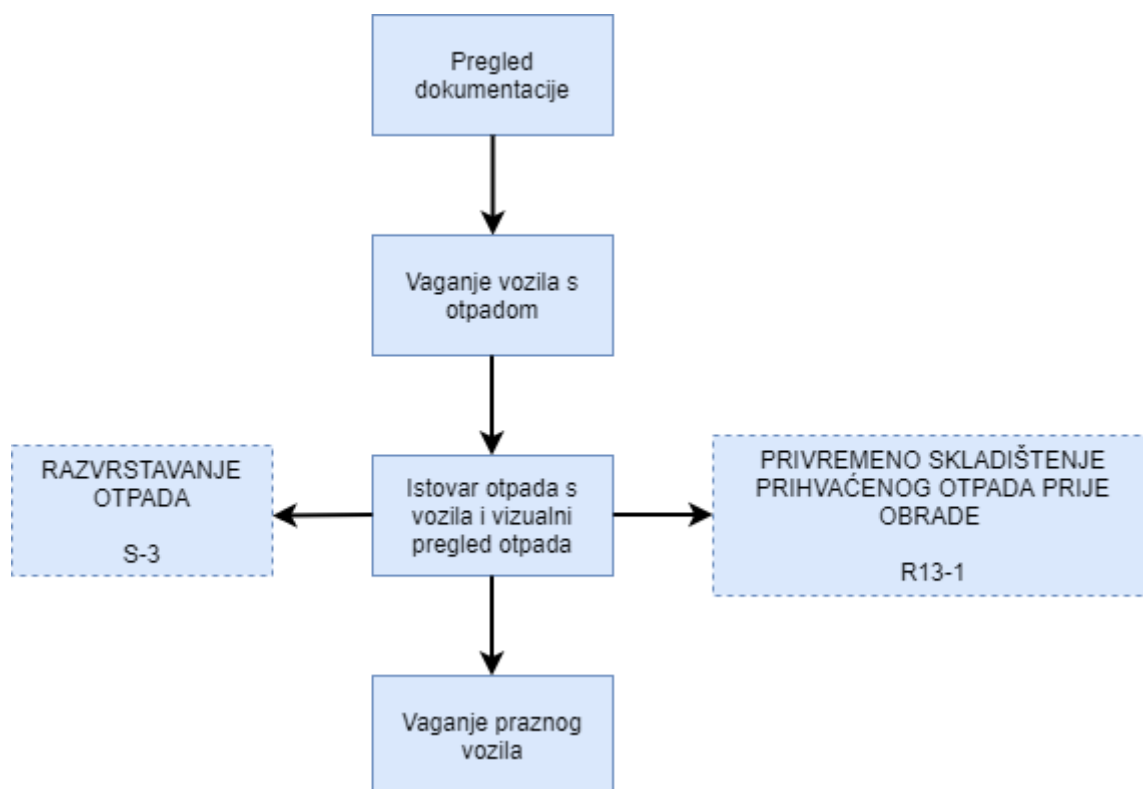 Pregled
dokumentacije
Vaganje vozila s
otpadom
RAZVRSTAVANJE
OTPADA
S-3
Istovar otpada s
vozila i vizualni
pregled otpada
PRIVREMENO SKLADIŠTENJE
PRIHVAĆENOG OTPADA PRIJE
OBRADE
R13-1
Vaganje praznog
vozila